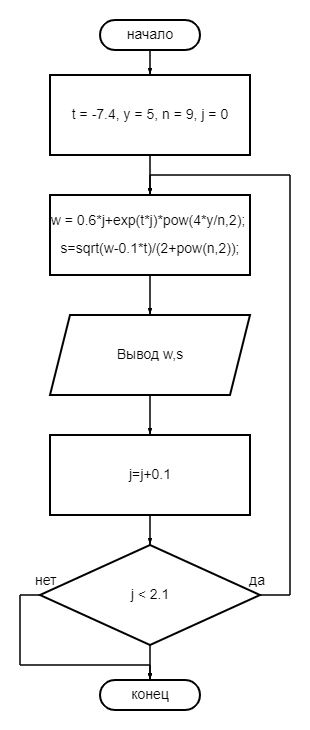 начало
t = -7.4, y = 5, n = 9, j = 0
w = 0.6*j+exp(t*j)*pow(4*y/n,2);
s=sqrt(w-0.1*t)/(2+pow(n,2));
Вывод w,s
j=j+0.1
нет
да
j < 2.1
конец